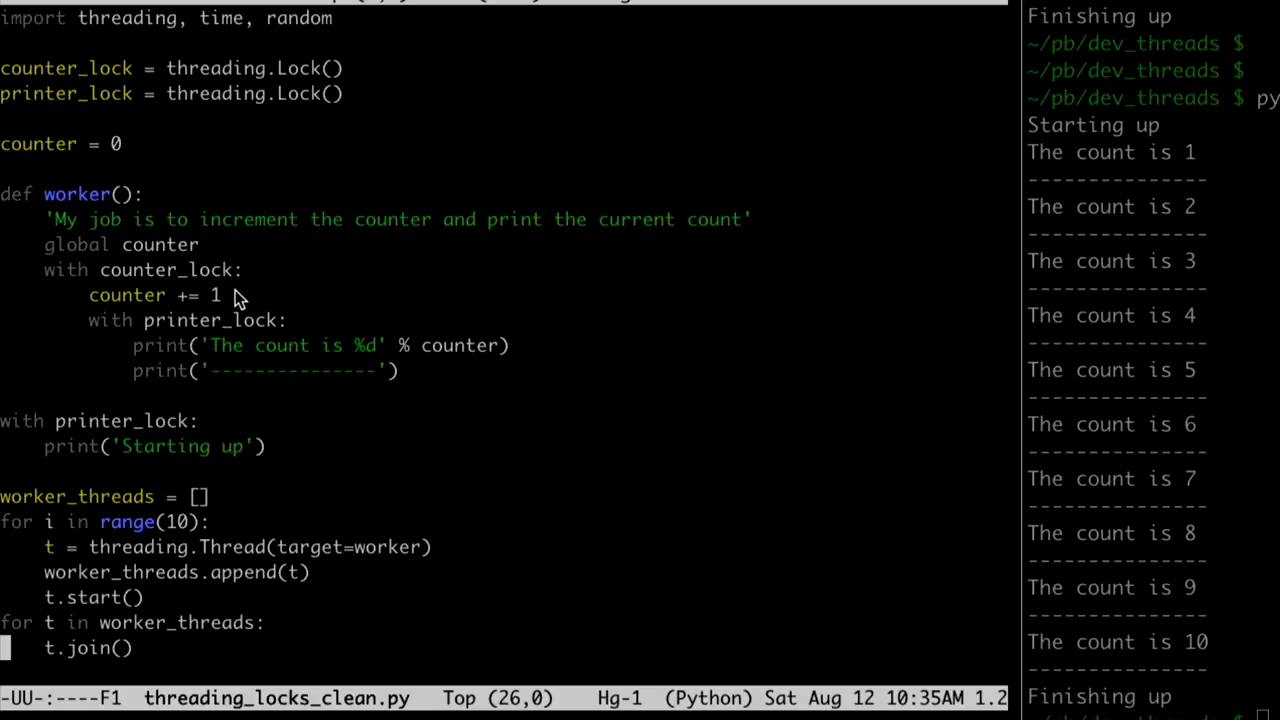 import threading, time, random

counter_lock = threading.Lock()
printer_lock = threading.Lock()

counter = 0

def worker():
    'My job is to increment the counter and print the current count'
    global counter
    with counter_lock:
        counter += 1
        with printer_lock:
            print('The count is %d' % counter)
            print('---------------')

with printer_lock:
    print('Starting up')

worker_threads = []
for i in range(10):
    t = threading.Thread(target=worker)
    worker_threads.append(t)
    t.start()
for t in worker_threads:
    t.join()
-UU-:----F1  threading_locks_clean.py   Top (26,0)    Hg-1  (Python) Sat Aug 12 10:35AM 1.2
Finishing up
~/pb/dev_threads $
~/pb/dev_threads $
~/pb/dev_threads $ py
Starting up
The count is 1
---------------
The count is 2
---------------
The count is 3
---------------
The count is 4
---------------
The count is 5
---------------
The count is 6
---------------
The count is 7
---------------
The count is 8
---------------
The count is 9
---------------
The count is 10
---------------
Finishing up